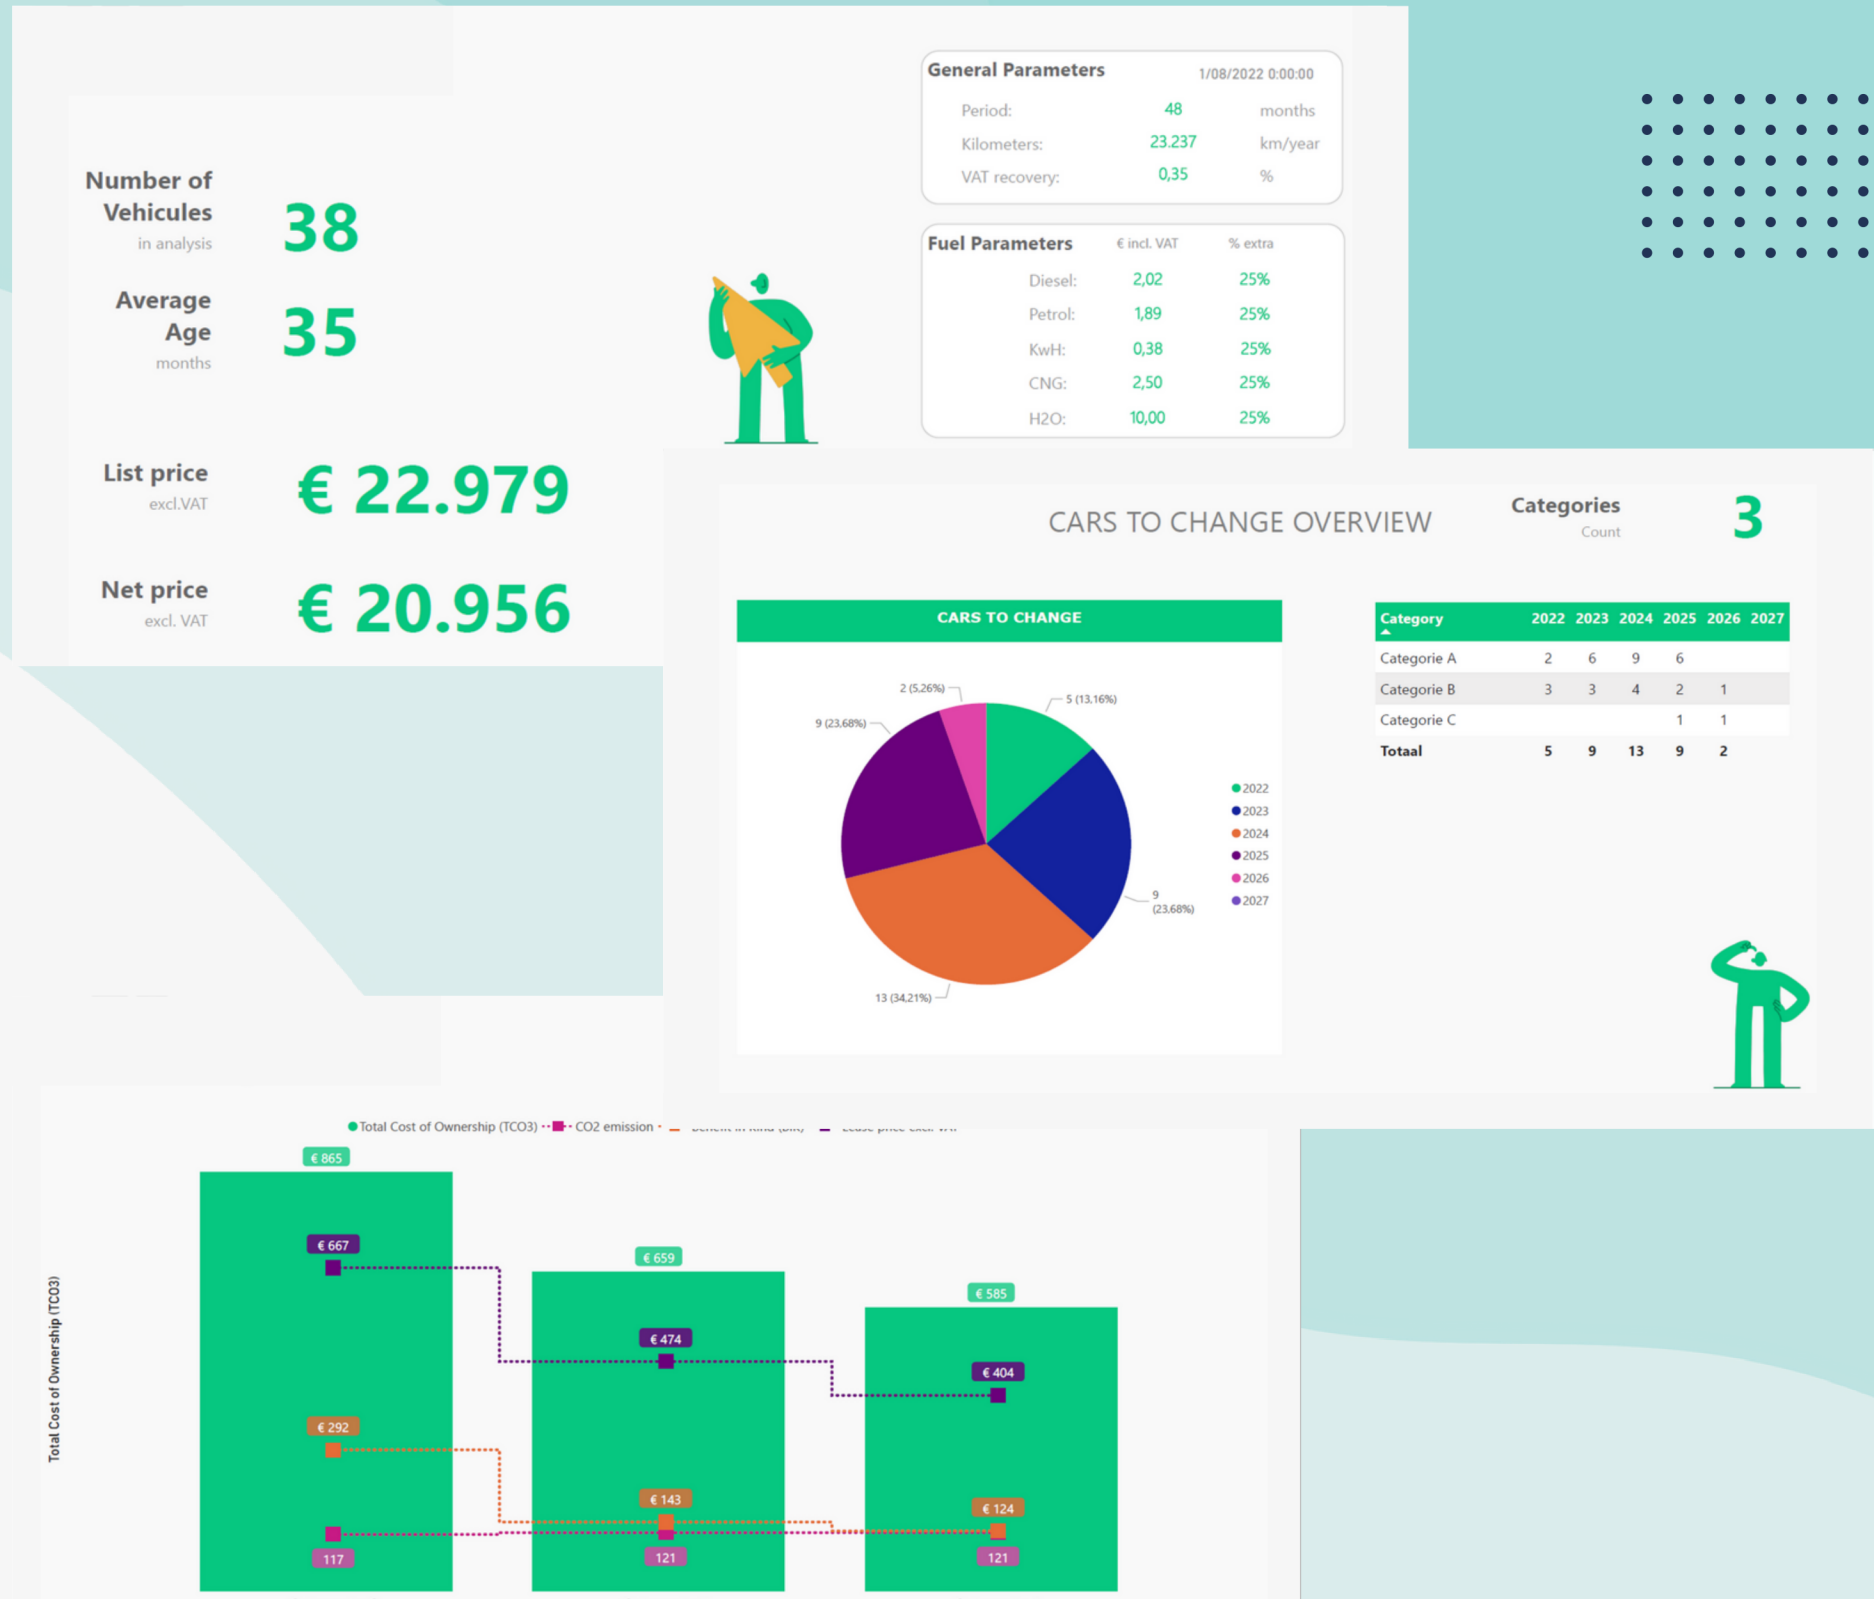 General Parameters 1/08/2022 0:00:00
Period: 48 months
Kilometers: 23.237 km/year
VAT recovery: 0,35 %
Number of
Vehicules
in analysis
38
Average
Age
months
35
Fuel Parameters € incl. VAT % extra
Diesel: 2,02 25%
Petrol: 1,89 25%
KwH: 0,38 25%
CNG: 2,50 25%
H2O: 10,00 25%
List price
excl.VAT
€ 22.979
Net price
excl. VAT
€ 20.956
CARS TO CHANGE OVERVIEW
Categories
Count
3
CARS TO CHANGE
2 (5,26%)
5 (13,16%)
9 (23,68%)
9
(23,68%)
13 (34,21%)
2022
2023
2024
2025
2026
2027
Category 2022 2023 2024 2025 2026 2027
Categorie A 2 6 9 6
Categorie B 3 3 4 2 1
Categorie C 1 1
Totaal 5 9 13 9 2
Total Cost of Ownership (TCO3) CO2 emission
Total Cost of Ownership (TCO3)
€ 865
€ 667
€ 292
117
€ 659
€ 474
€ 143
121
€ 585
€ 404
€ 124
121